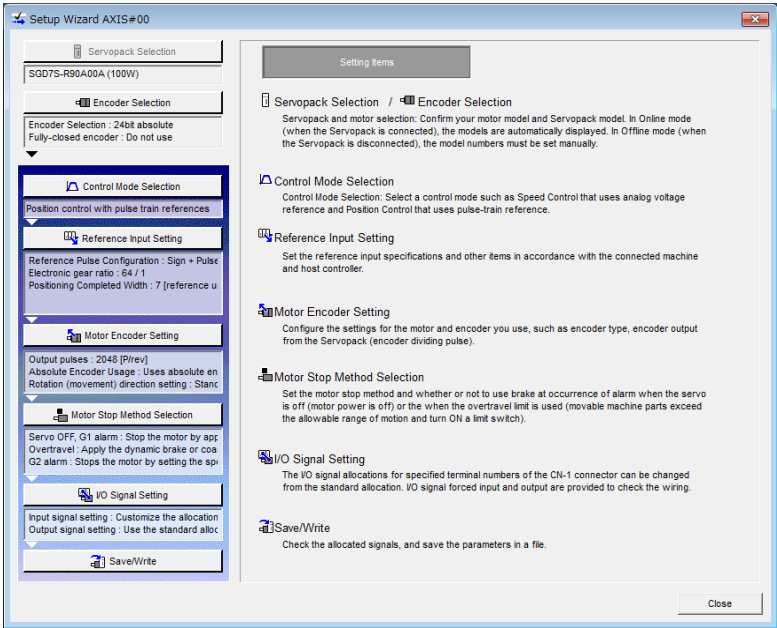 Setup Wizard AXIS#00
Servopack Selection
SGD7S-R90A00A (100W)
Encoder Selection
Encoder Selection : 24bit absolute
Fully-closed encoder : Do not use
Control Mode Selection
Position control with pulse train references
Reference Input Setting
Reference Pulse Configuration : Sign + Pulse
Electronic gear ratio : 64 / 1
Positioning Completed Width : 7 [reference u
Motor Encoder Setting
Output pulses : 2048 [P/rev]
Absolute Encoder Usage : Uses absolute en
Rotation (movement) direction setting : Stanc
Motor Stop Method Selection
Servo OFF, G1 alarm : Stop the motor by app
Overtravel : Apply the dynamic brake or coa
G2 alarm : Stops the motor by setting the spe
I/O Signal Setting
Input signal setting : Customize the allocation
Output signal setting : Use the standard alloc
Save/Write
Setting Items
Servopack Selection / Encoder Selection
Servopack and motor selection: Confirm your motor model and Servopack model. In Online mode
(when the Servopack is connected), the models are automatically displayed. In Offline mode (when
the Servopack is disconnected), the model numbers must be set manually.
Control Mode Selection
Control Mode Selection: Select a control mode such as Speed Control that uses analog voltage
reference and Position Control that uses pulse-train reference.
Reference Input Setting
Set the reference input specifications and other items in accordance with the connected machine
and host controller.
Motor Encoder Setting
Configure the settings for the motor and encoder you use, such as encoder type, encoder output
from the Servopack (encoder dividing pulse).
Motor Stop Method Selection
Set the motor stop method and whether or not to use brake at occurrence of alarm when the servo
is off (motor power is off) or the when the overtravel limit is used (movable machine parts exceed
the allowable range of motion and turn ON a limit switch).
I/O Signal Setting
The I/O signal allocations for specified terminal numbers of the CN-1 connector can be changed
from the standard allocation. I/O signal forced input and output are provided to check the wiring.
Save/Write
Check the allocated signals, and save the parameters in a file.
Close